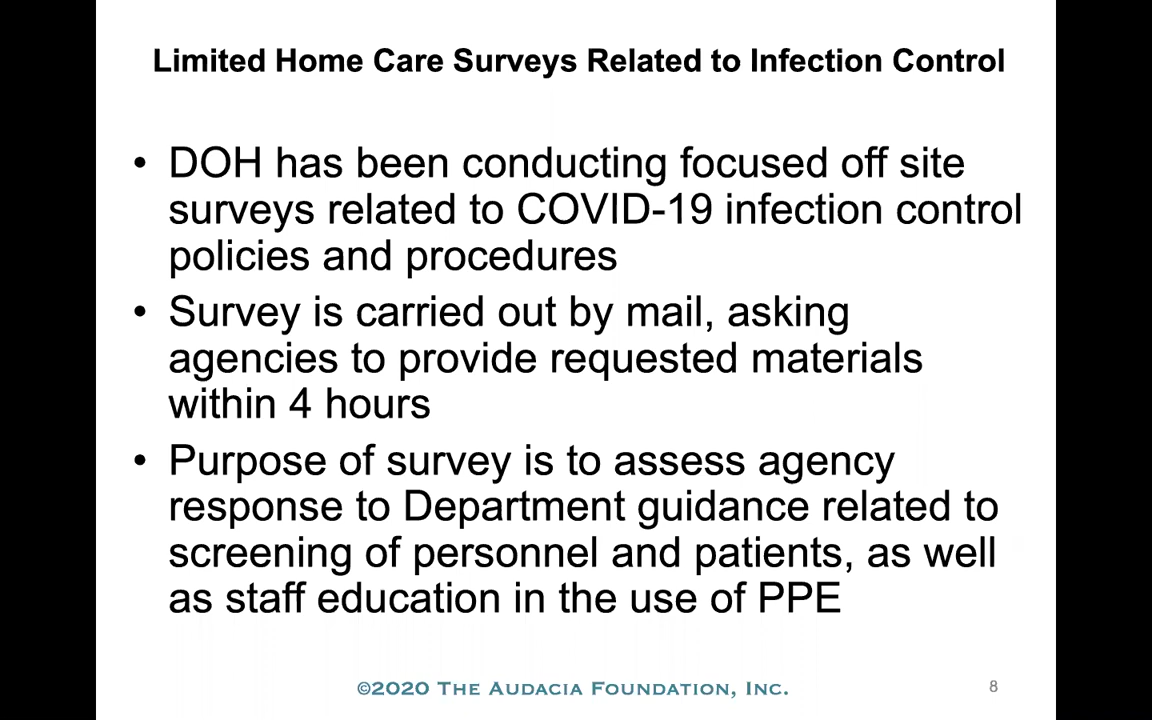 Limited Home Care Surveys Related to Infection Control
• DOH has been conducting focused off site
surveys related to COVID-19 infection control
policies and procedures
• Survey is carried out by mail, asking
agencies to provide requested materials
within 4 hours
• Purpose of survey is to assess agency
response to Department guidance related to
screening of personnel and patients, as well
as staff education in the use of PPE
©2020 The Audacia Foundation, Inc.
8